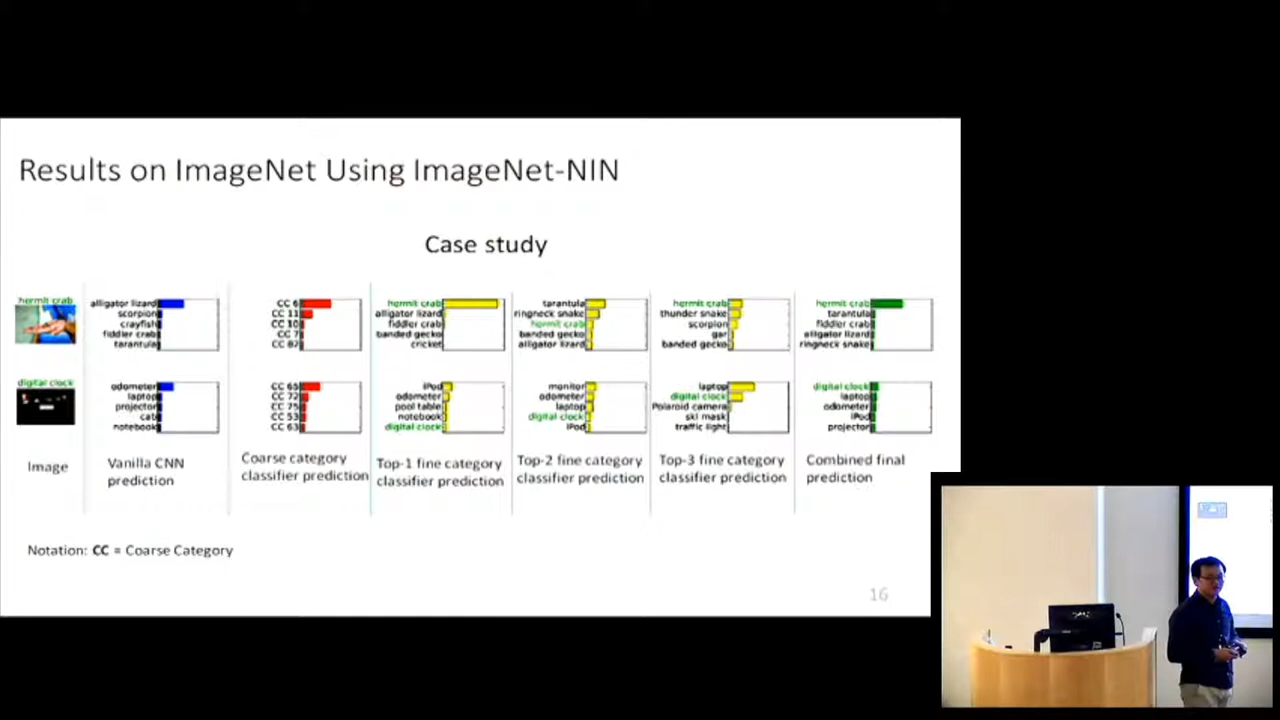 Results on ImageNet Using ImageNet-NIN
Case study
hermit crab
alligator lizard
scorpion
crayfish
fiddler crab
tarantula
CC 6
CC 11
CC 10
CC 7
CC 87
hermit crab
alligator lizard
fiddler crab
banded gecko
cricket
tarantula
ringneck snake
hermit crab
banded gecko
alligator lizard
hermit crab
thunder snake
scorpion
gar
banded gecko
hermit crab
tarantula
fiddler crab
alligator lizard
ringneck snake
digital clock
odometer
laptop
projector
cab
notebook
CC 65
CC 72
CC 75
CC 53
CC 63
iPod
odometer
pool table
notebook
digital clock
monitor
odometer
laptop
digital clock
iPod
laptop
digital clock
Polaroid camera
ski mask
traffic light
digital clock
laptop
odometer
iPod
projector
Image
Vanilla CNN
prediction
Coarse category
classifier prediction
Top-1 fine category
classifier prediction
Top-2 fine category
classifier prediction
Top-3 fine category
classifier prediction
Combined final
prediction
Notation: CC = Coarse Category
16